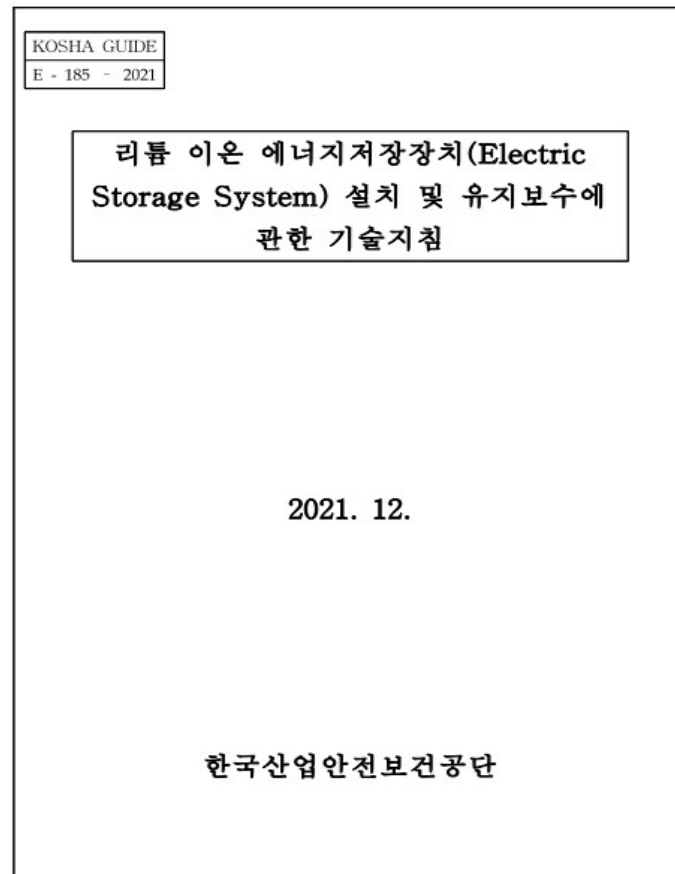 KOSHA GUIDE
E - 185 - 2021
리튬 이온 에너지저장장치(Electric
Storage System) 설치 및 유지보수에
관한 기술지침
2021. 12.
한국산업안전보건공단